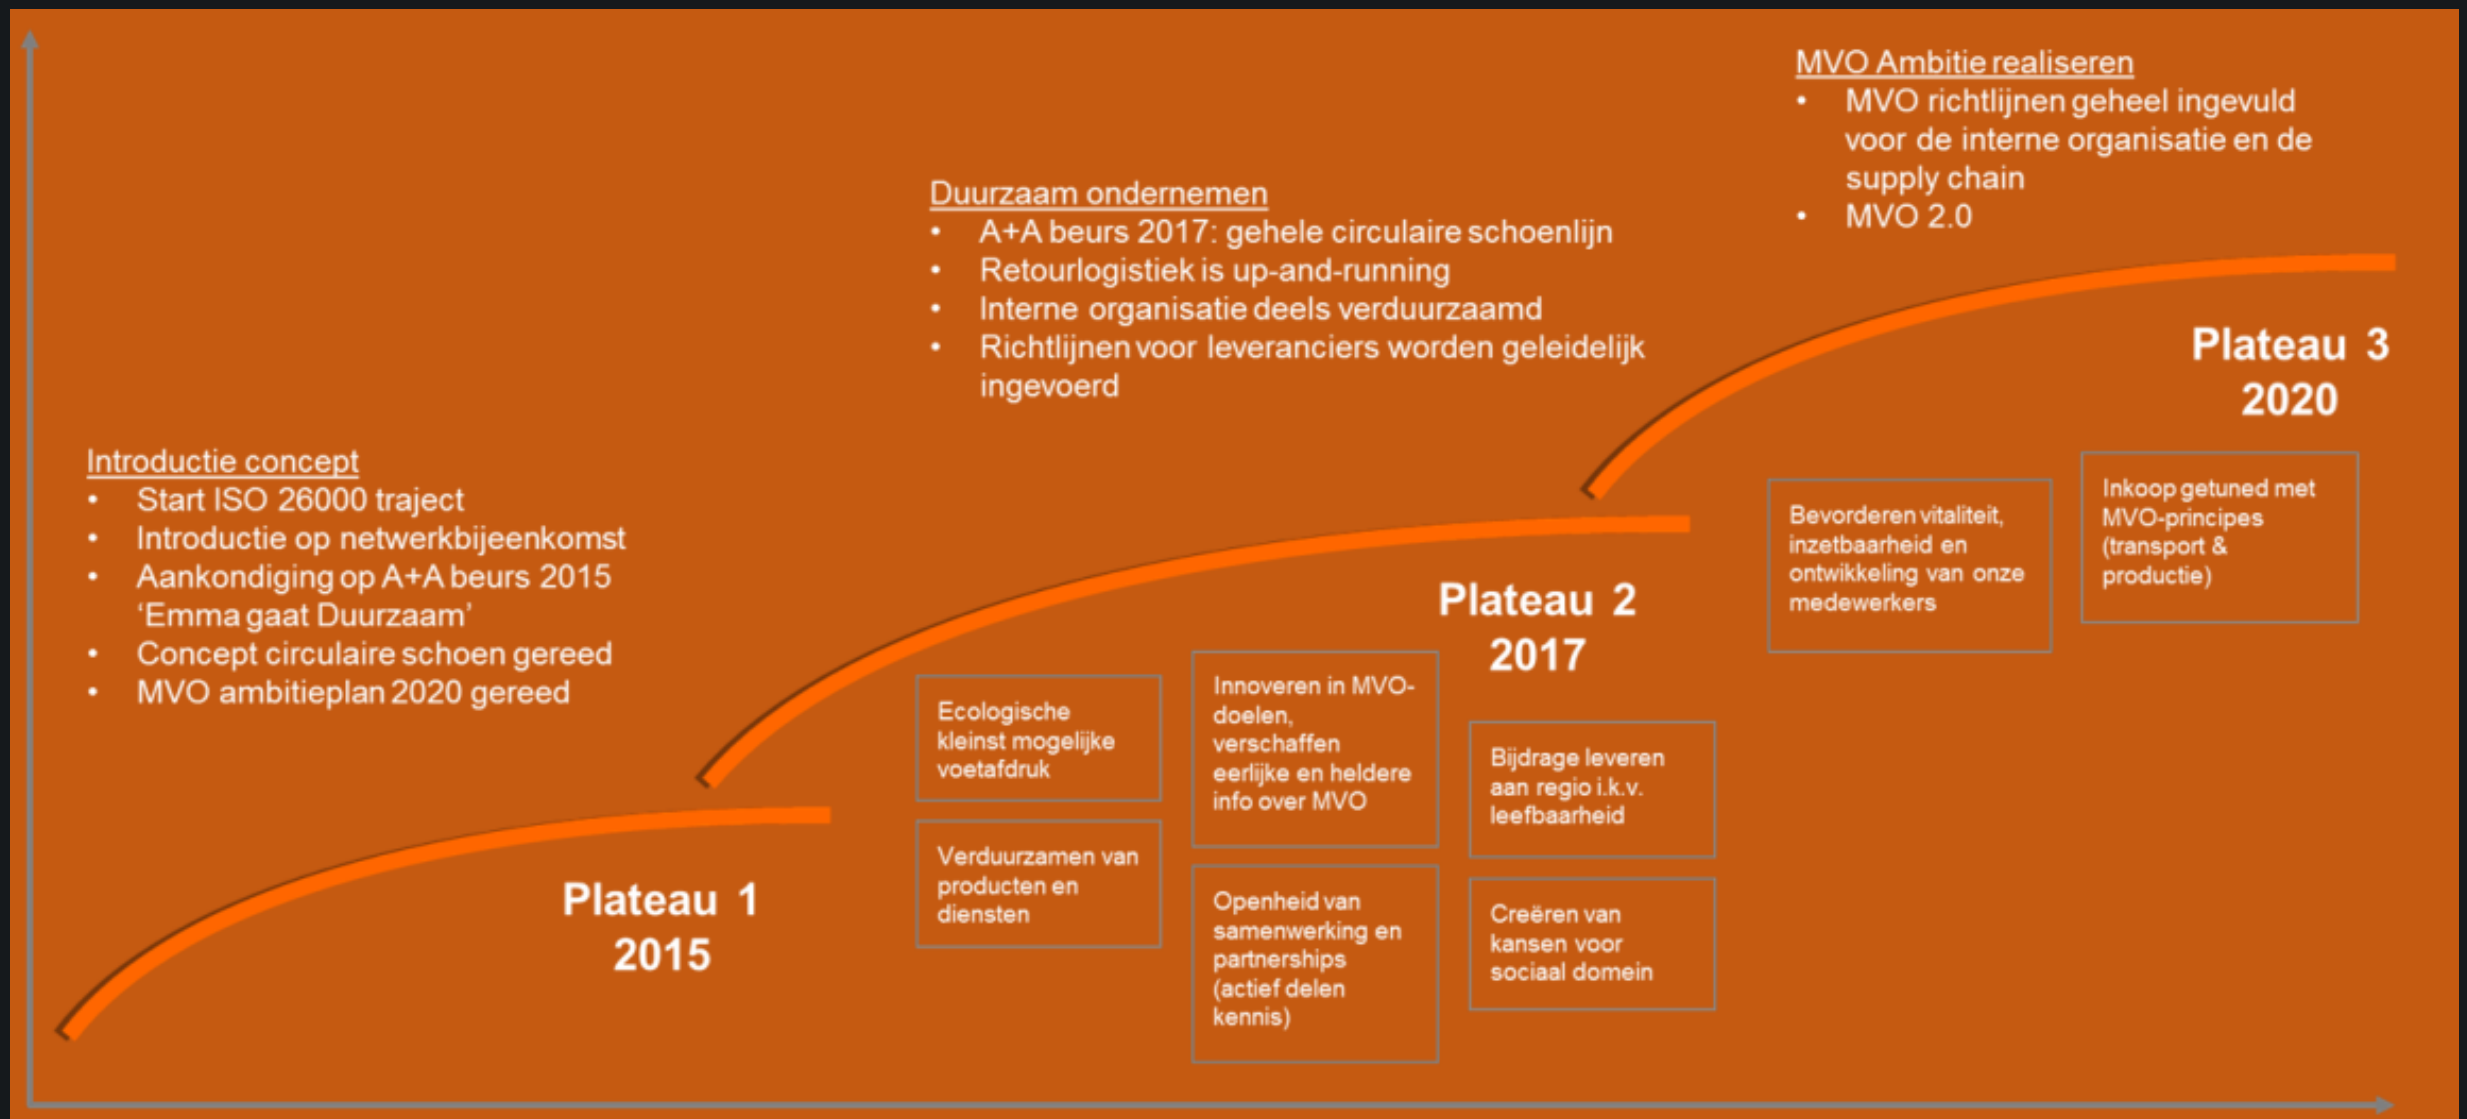 MVO Ambitie realiseren
• MVO richtlijnen geheel ingevuld
voor de interne organisatie en de
supply chain
• MVO 2.0
Duurzaam ondernemen
• A+A beurs 2017: gehele circulaire schoenlijn
• Retourlogistiek is up-and-running
• Interne organisatie deels verduurzaamd
• Richtlijnen voor leveranciers worden geleidelijk
ingevoerd
Introductie concept
• Start ISO 26000 traject
• Introductie op netwerkbijeenkomst
• Aankondiging op A+A beurs 2015
‘Emma gaat Duurzaam’
• Concept circulaire schoen gereed
• MVO ambitieplan 2020 gereed
Plateau 3
2020
Bevorderen vitaliteit,
inzetbaarheid en
ontwikkeling van onze
medewerkers
Inkoop getuned met
MVO-principes
(transport &
productie)
Plateau 2
2017
Ecologische
kleinst mogelijke
voetafdruk
Innoveren in MVO-
doelen,
verschaffen
eerlijke en heldere
info over MVO
Bijdrage leveren
aan regio i.k.v.
leefbaarheid
Verduurzamen van
producten en
diensten
Openheid van
samenwerking en
partnerships
(actief delen
kennis)
Creëren van
kansen voor
sociaal domein
Plateau 1
2015